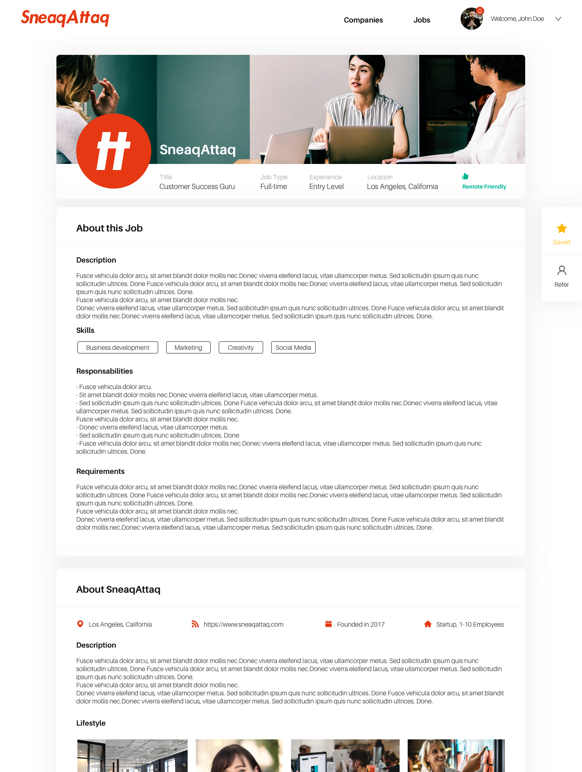 SneaqAttaq
Companies
Jobs
Welcome, John Doe
SneaqAttaq
Title
Job Type
Experience
Location
Customer Success Guru
Full-time
Entry Level
Los Angeles, California
Remote Friendly
About this Job
Saved
Refer
Description
Fusce vehicula dolor arcu, sit amet blandit dolor mollis nec.Donec viverra eleifend lacus, vitae ullamcorper metus. Sed sollicitudin ipsum quis nunc
sollicitudin ultrices. Done Fusce vehicula dolor arcu, sit amet blandit dolor mollis nec.Donec viverra eleifend lacus, vitae ullamcorper metus. Sed sollicitudin
ipsum quis nunc sollicitudin ultrices. Done.
Fusce vehicula dolor arcu, sit amet blandit dolor mollis nec.
Donec viverra eleifend lacus, vitae ullamcorper metus. Sed sollicitudin ipsum quis nunc sollicitudin ultrices. Done Fusce vehicula dolor arcu, sit amet blandit
dolor mollis nec.Donec viverra eleifend lacus, vitae ullamcorper metus. Sed sollicitudin ipsum quis nunc sollicitudin ultrices. Done.
Skills
Business development
Marketing
Creativity
Social Media
Responsabilities
- Fusce vehicula dolor arcu.
- Sit amet blandit dolor mollis nec.Donec viverra eleifend lacus, vitae ullamcorper metus.
- Sed sollicitudin ipsum quis nunc sollicitudin ultrices. Done Fusce vehicula dolor arcu, sit amet blandit dolor mollis nec.Donec viverra eleifend lacus, vitae
ullamcorper metus. Sed sollicitudin ipsum quis nunc sollicitudin ultrices. Done.
Fusce vehicula dolor arcu, sit amet blandit dolor mollis nec.
- Donec viverra eleifend lacus, vitae ullamcorper metus.
- Sed sollicitudin ipsum quis nunc sollicitudin ultrices. Done
- Fusce vehicula dolor arcu, sit amet blandit dolor mollis nec.Donec viverra eleifend lacus, vitae ullamcorper metus. Sed sollicitudin ipsum quis nunc
sollicitudin ultrices. Done.
Requirements
Fusce vehicula dolor arcu, sit amet blandit dolor mollis nec.Donec viverra eleifend lacus, vitae ullamcorper metus. Sed sollicitudin ipsum quis nunc
sollicitudin ultrices. Done Fusce vehicula dolor arcu, sit amet blandit dolor mollis nec.Donec viverra eleifend lacus, vitae ullamcorper metus. Sed sollicitudin
ipsum quis nunc sollicitudin ultrices. Done.
Fusce vehicula dolor arcu, sit amet blandit dolor mollis nec.
Donec viverra eleifend lacus, vitae ullamcorper metus. Sed sollicitudin ipsum quis nunc sollicitudin ultrices. Done Fusce vehicula dolor arcu, sit amet blandit
dolor mollis nec.Donec viverra eleifend lacus, vitae ullamcorper metus. Sed sollicitudin ipsum quis nunc sollicitudin ultrices. Done.
About SneaqAttaq
Los Angeles, California
https://www.sneaqattaq.com
Founded in 2017
Startup, 1-10 Employees
Description
Fusce vehicula dolor arcu, sit amet blandit dolor mollis nec.Donec viverra eleifend lacus, vitae ullamcorper metus. Sed sollicitudin ipsum quis nunc
sollicitudin ultrices. Done Fusce vehicula dolor arcu, sit amet blandit dolor mollis nec.Donec viverra eleifend lacus, vitae ullamcorper metus. Sed sollicitudin
ipsum quis nunc sollicitudin ultrices. Done.
Fusce vehicula dolor arcu, sit amet blandit dolor mollis nec.
Donec viverra eleifend lacus, vitae ullamcorper metus. Sed sollicitudin ipsum quis nunc sollicitudin ultrices. Done Fusce vehicula dolor arcu, sit amet blandit
dolor mollis nec.Donec viverra eleifend lacus, vitae ullamcorper metus. Sed sollicitudin ipsum quis nunc sollicitudin ultrices. Done.
Lifestyle